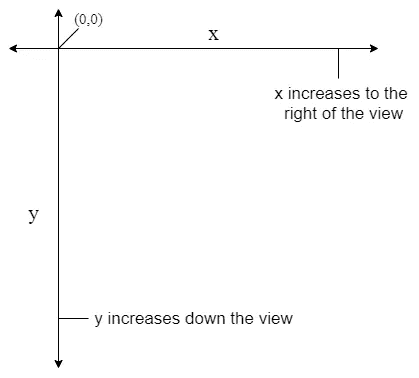 (0,0)
x
x increases to the
right of the view
y
y increases down the view